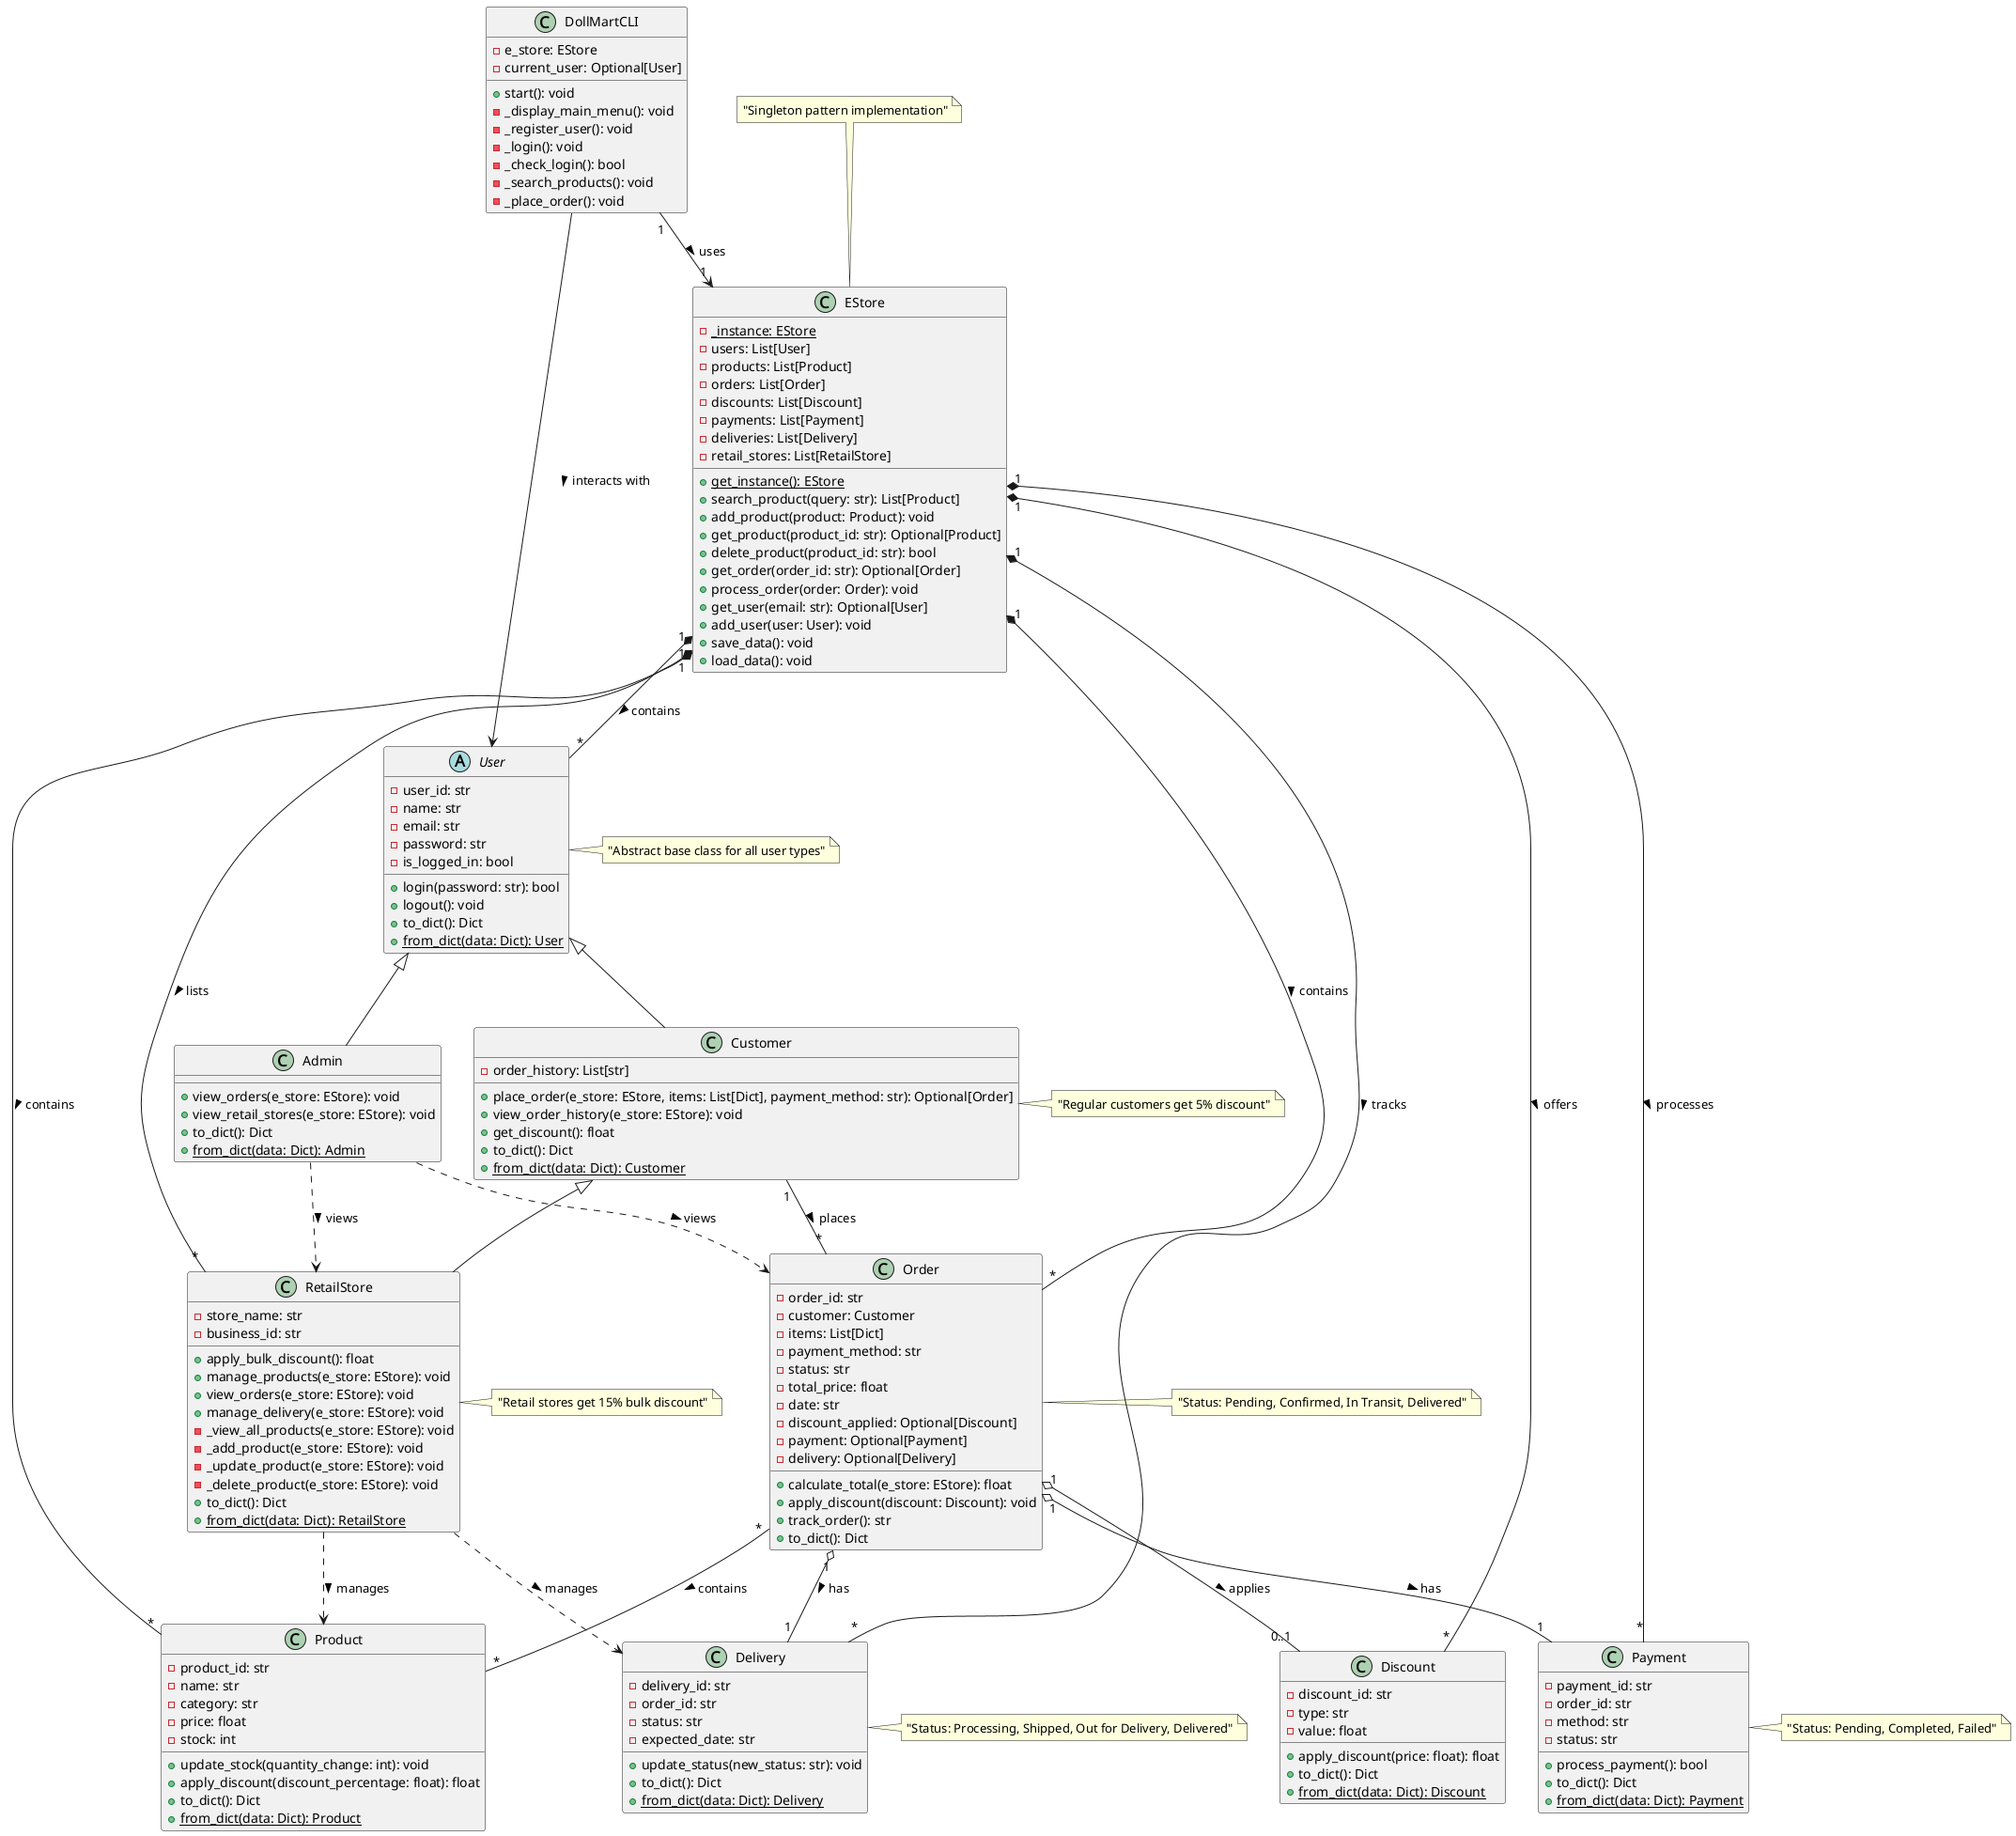 DollMartCLI
e_store: EStore
current_user: Optional[User]
start(): void
_display_main_menu(): void
_register_user(): void
_login(): void
_check_login(): bool
_search_products(): void
_place_order(): void
"Singleton pattern implementation"
1
uses
1
EStore
_instance: EStore
users: List[User]
products: List[Product]
orders: List[Order]
discounts: List[Discount]
payments: List[Payment]
deliveries: List[Delivery]
retail_stores: List[RetailStore]
get_instance(): EStore
search_product(query: str): List[Product]
add_product(product: Product): void
get_product(product_id: str): Optional[Product]
delete_product(product_id: str): bool
get_order(order_id: str): Optional[Order]
process_order(order: Order): void
get_user(email: str): Optional[User]
add_user(user: User): void
save_data(): void
load_data(): void
interacts with
1
1
1
1
1
1
1
contains
*
User
user_id: str
name: str
email: str
password: str
is_logged_in: bool
login(password: str): bool
logout(): void
to_dict(): Dict
from_dict(data: Dict): User
"Abstract base class for all user types"
lists
contains
contains
tracks
offers
processes
Admin
view_orders(e_store: EStore): void
view_retail_stores(e_store: EStore): void
to_dict(): Dict
from_dict(data: Dict): Admin
Customer
order_history: List[str]
place_order(e_store: EStore, items: List[Dict], payment_method: str): Optional[Order]
view_order_history(e_store: EStore): void
get_discount(): float
to_dict(): Dict
from_dict(data: Dict): Customer
"Regular customers get 5% discount"
views
views
1
places
*
*
*
RetailStore
store_name: str
business_id: str
apply_bulk_discount(): float
manage_products(e_store: EStore): void
view_orders(e_store: EStore): void
manage_delivery(e_store: EStore): void
_view_all_products(e_store: EStore): void
_add_product(e_store: EStore): void
_update_product(e_store: EStore): void
_delete_product(e_store: EStore): void
to_dict(): Dict
from_dict(data: Dict): RetailStore
"Retail stores get 15% bulk discount"
Order
order_id: str
customer: Customer
items: List[Dict]
payment_method: str
status: str
total_price: float
date: str
discount_applied: Optional[Discount]
payment: Optional[Payment]
delivery: Optional[Delivery]
calculate_total(e_store: EStore): float
apply_discount(discount: Discount): void
track_order(): str
to_dict(): Dict
"Status: Pending, Confirmed, In Transit, Delivered"
1
1
*
1
manages
manages
contains
has
applies
has
*
*
1
*
0..1
*
1
*
Product
product_id: str
name: str
category: str
price: float
stock: int
update_stock(quantity_change: int): void
apply_discount(discount_percentage: float): float
to_dict(): Dict
from_dict(data: Dict): Product
Delivery
delivery_id: str
order_id: str
status: str
expected_date: str
update_status(new_status: str): void
to_dict(): Dict
from_dict(data: Dict): Delivery
"Status: Processing, Shipped, Out for Delivery, Delivered"
Discount
discount_id: str
type: str
value: float
apply_discount(price: float): float
to_dict(): Dict
from_dict(data: Dict): Discount
Payment
payment_id: str
order_id: str
method: str
status: str
process_payment(): bool
to_dict(): Dict
from_dict(data: Dict): Payment
"Status: Pending, Completed, Failed"